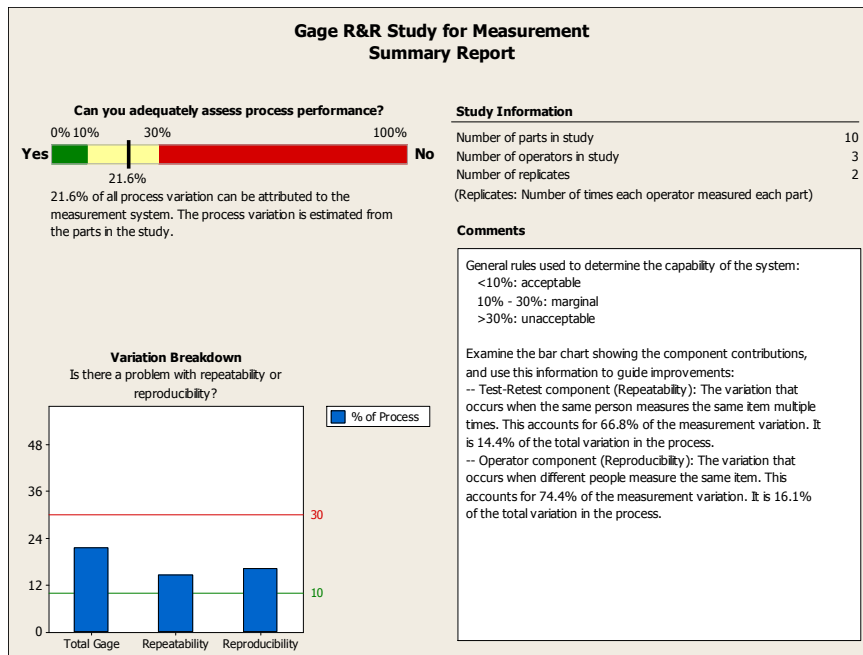 Gage R&R Study for Measurement
Summary Report
Can you adequately assess process performance?
0% 10% 30% 100%
Yes No
21.6%
21.6% of all process variation can be attributed to the
measurement system. The process variation is estimated from
the parts in the study.
Study Information
Number of parts in study 10
Number of operators in study 3
Number of replicates 2
(Replicates: Number of times each operator measured each part)
Comments
General rules used to determine the capability of the system:
<10%: acceptable
10% - 30%: marginal
>30%: unacceptable
Examine the bar chart showing the component contributions,
and use this information to guide improvements:
-- Test-Retest component (Repeatability): The variation that
occurs when the same person measures the same item multiple
times. This accounts for 66.8% of the measurement variation. It
is 14.4% of the total variation in the process.
-- Operator component (Reproducibility): The variation that
occurs when different people measure the same item. This
accounts for 74.4% of the measurement variation. It is 16.1%
of the total variation in the process.
Variation Breakdown
Is there a problem with repeatability or
reproducibility?
% of Process
48
36
30
24
12
10
0
Total Gage Repeatability Reproducibility